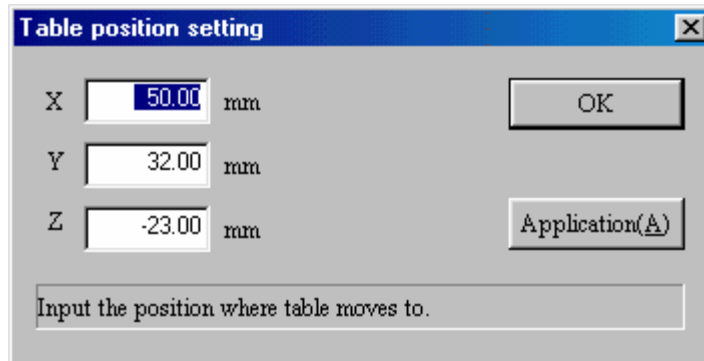 Table position setting
X 50.00 mm
OK
Y 32.00 mm
Z -23.00 mm
Application(A)
Input the position where table moves to.